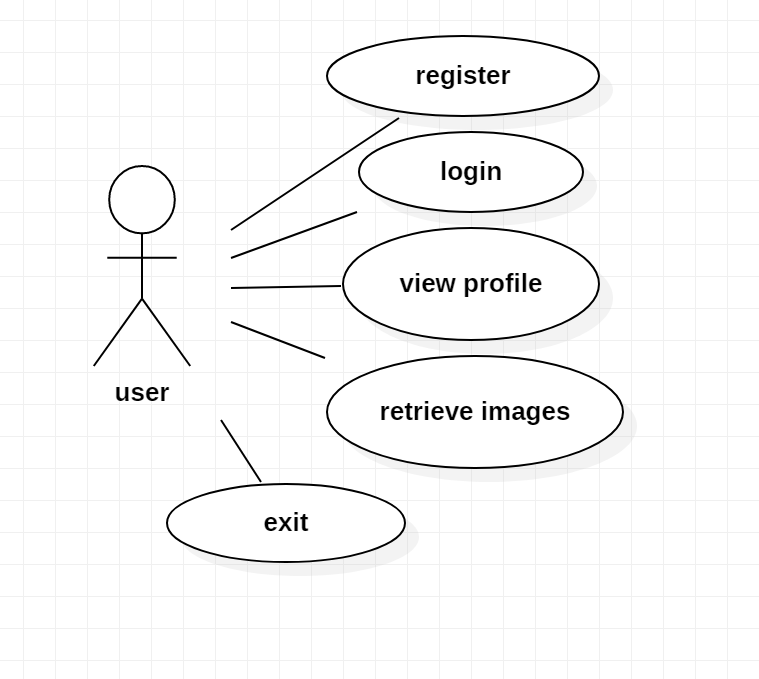 register
login
view profile
retrieve images
user
exit